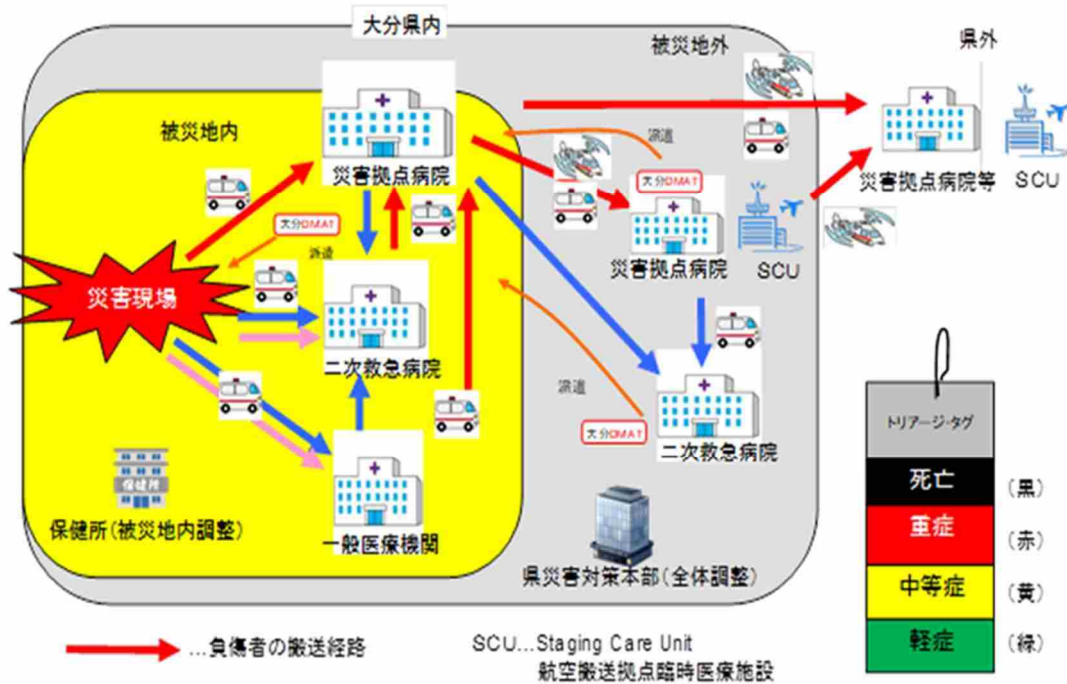 大分県内
被災地外
県外
被災地内
災害拠点病院
派遣
大分DMAT
災害拠点病院
SCU
災害拠点病院等
SCU
大分DMAT
派遣
災害現場
二次救急病院
派遣
大分DMAT
二次救急病院
保健所
保健所(被災地内調整)
一般医療機関
県災害対策本部(全体調整)
トリアージ・タグ
死亡
(黒)
重症
(赤)
中等症
(黄)
軽症
(緑)
…負傷者の搬送経路
SCU…Staging Care Unit
航空搬送拠点臨時医療施設